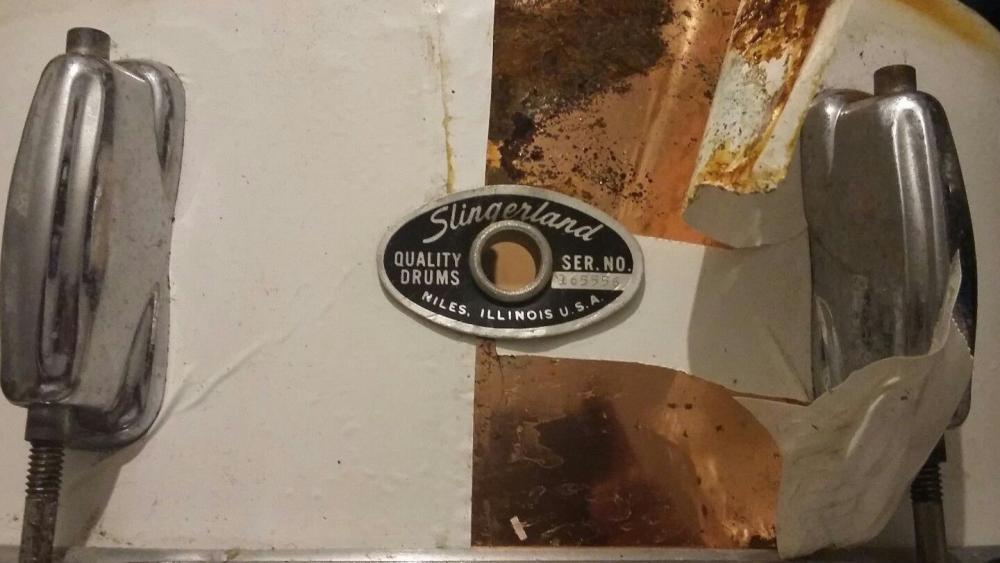 Slingerland
QUALITY
DRUMS
SER. NO.
NILES, ILLINOIS U.S.A.